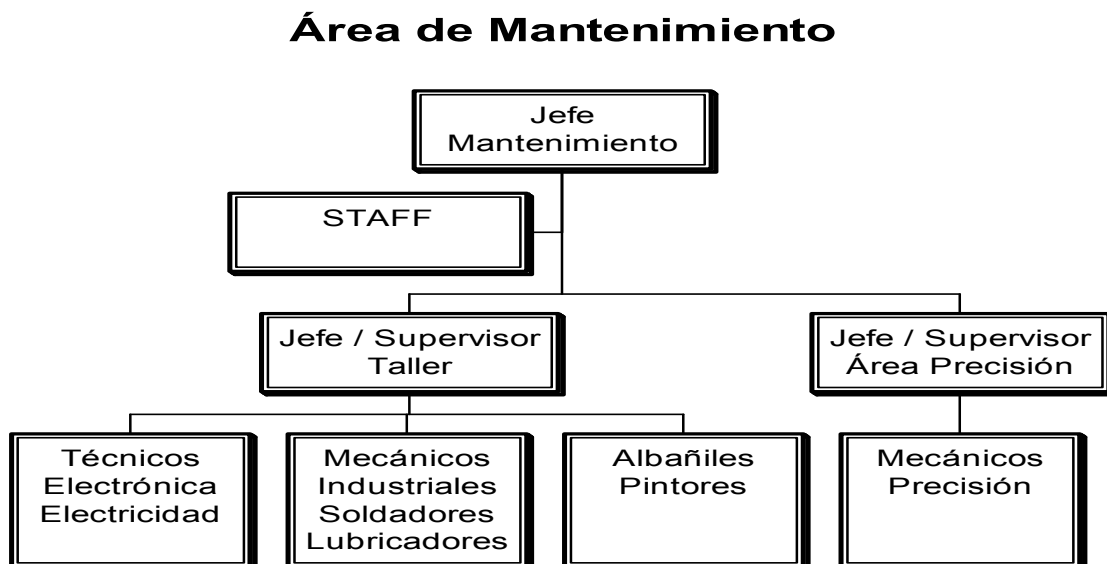 Área de Mantenimiento
Jefe
Mantenimiento
STAFF
Jefe / Supervisor
Taller
Jefe / Supervisor
Área Precisión
Técnicos
Electrónica
Electricidad
Mecánicos
Industriales
Soldadores
Lubricadores
Albañiles
Pintores
Mecánicos
Precisión